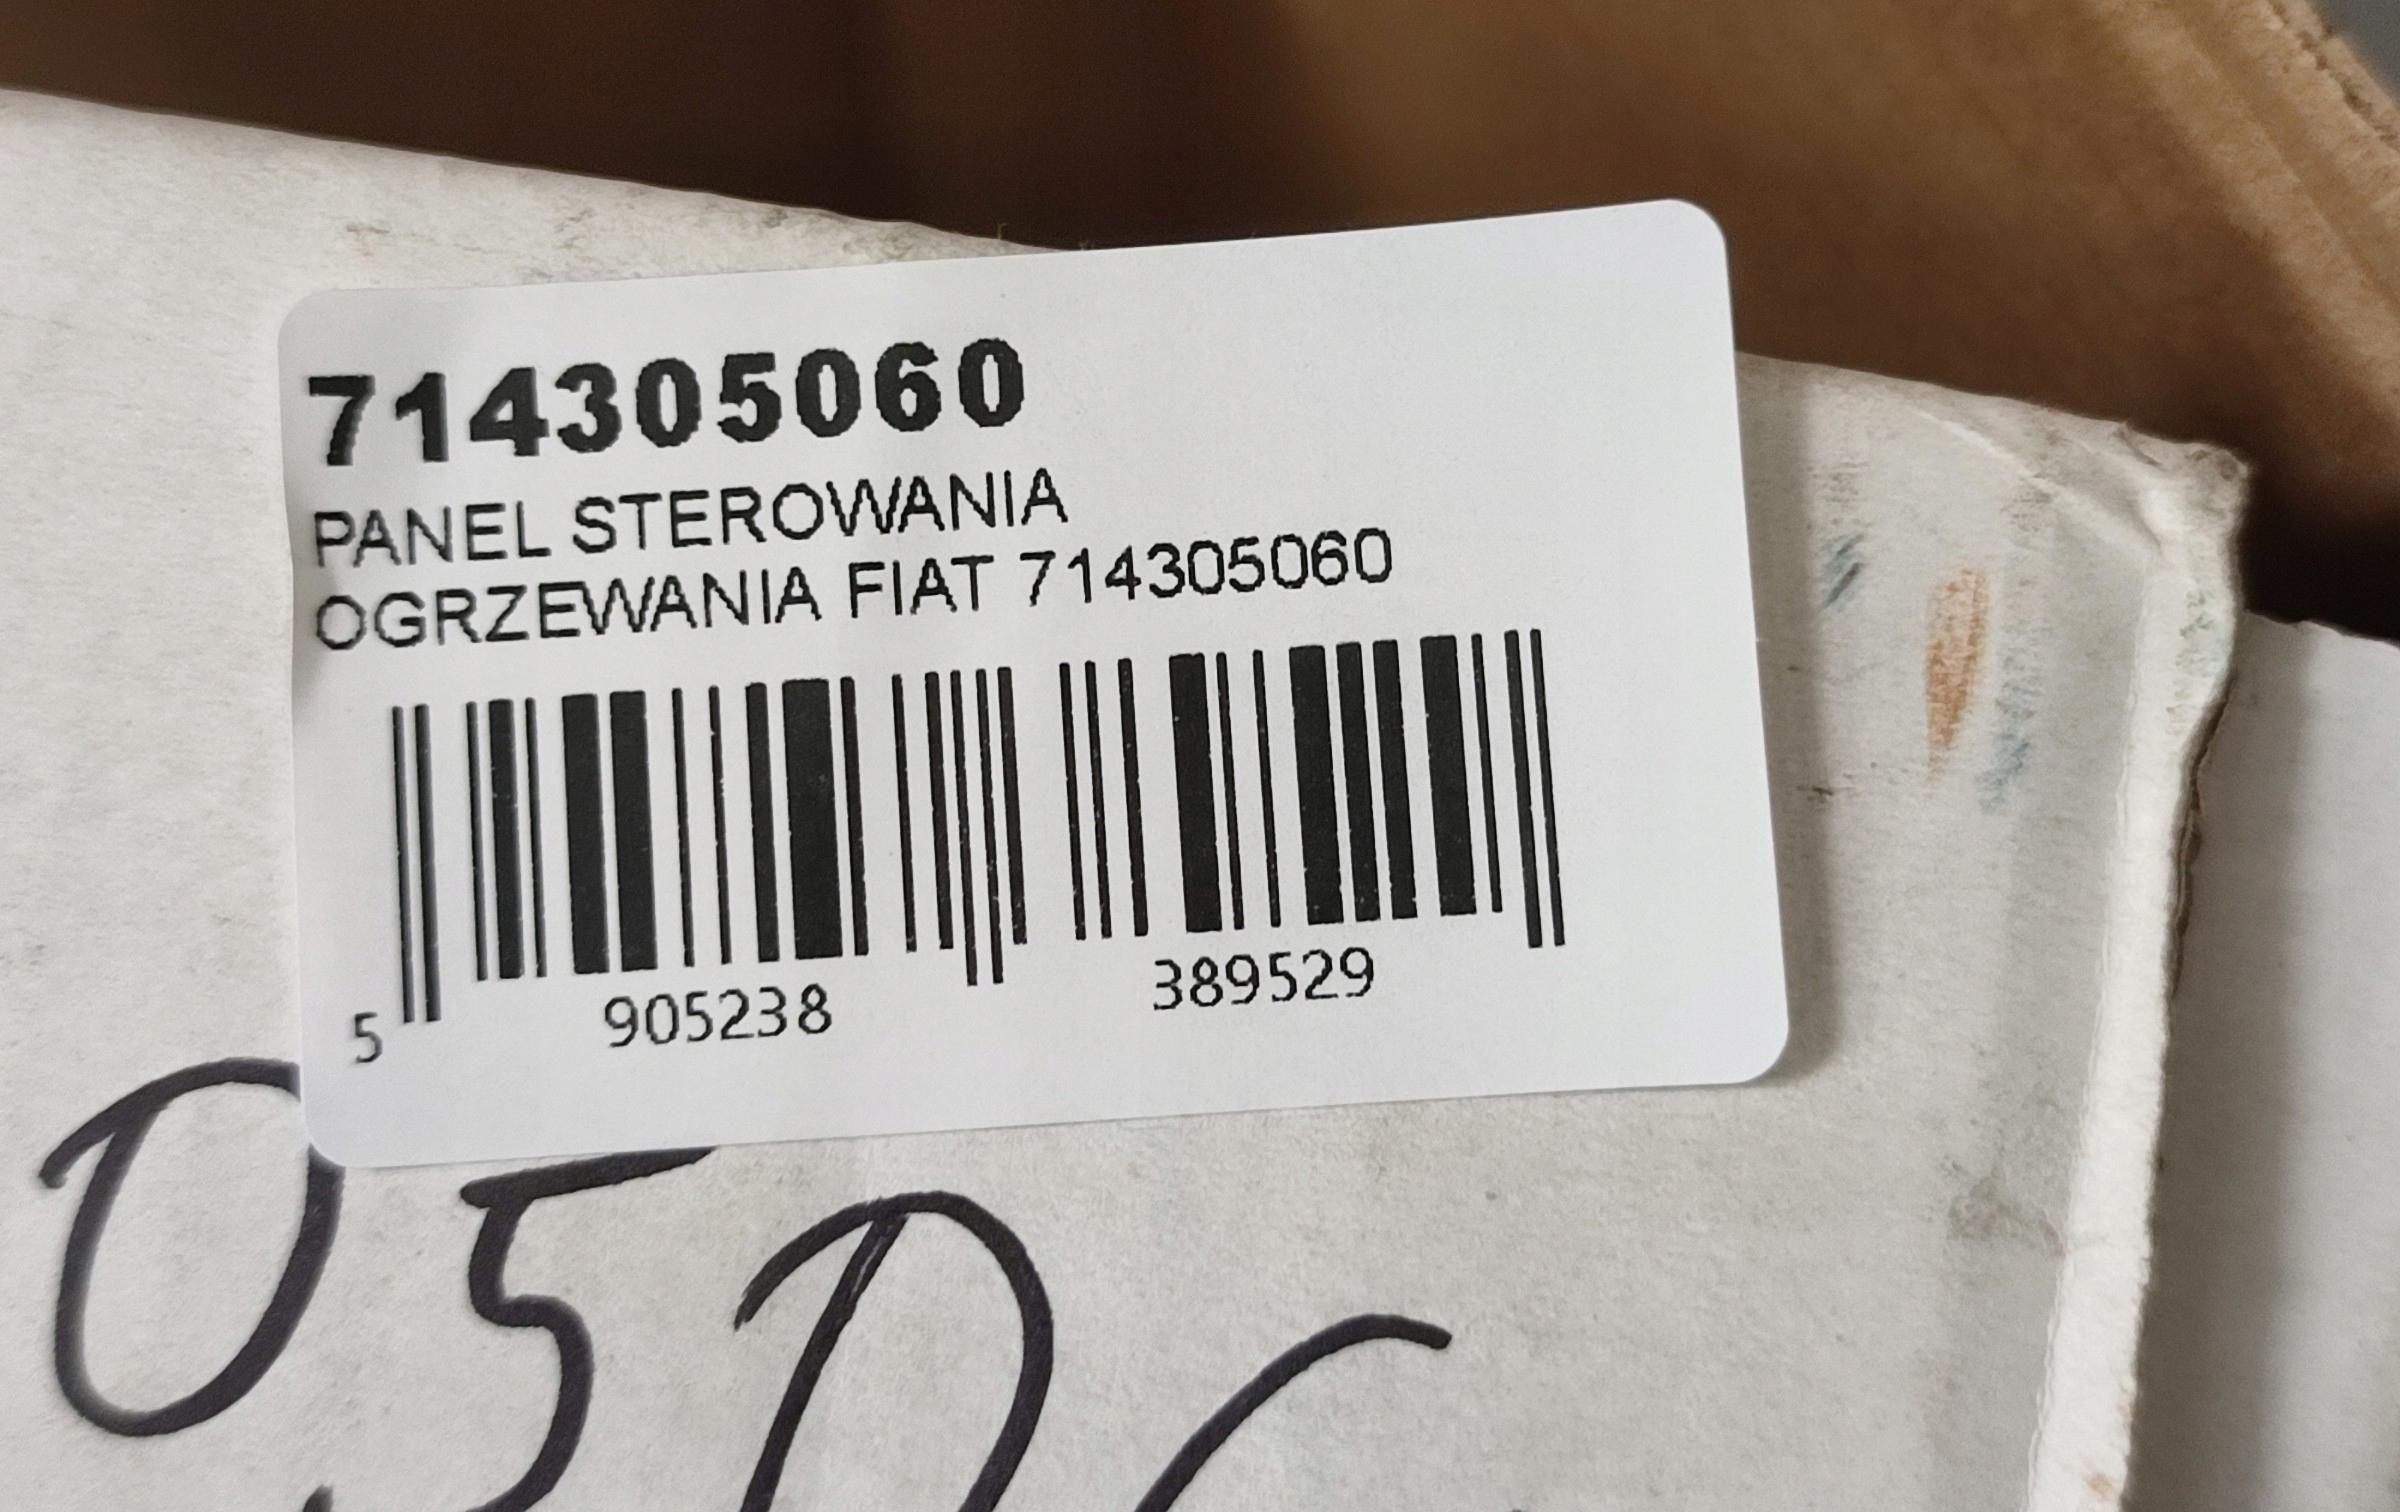 714305060
PANEL STEROWANIA
OGRZEWANIA FIAT 714305060
5 905238 389529